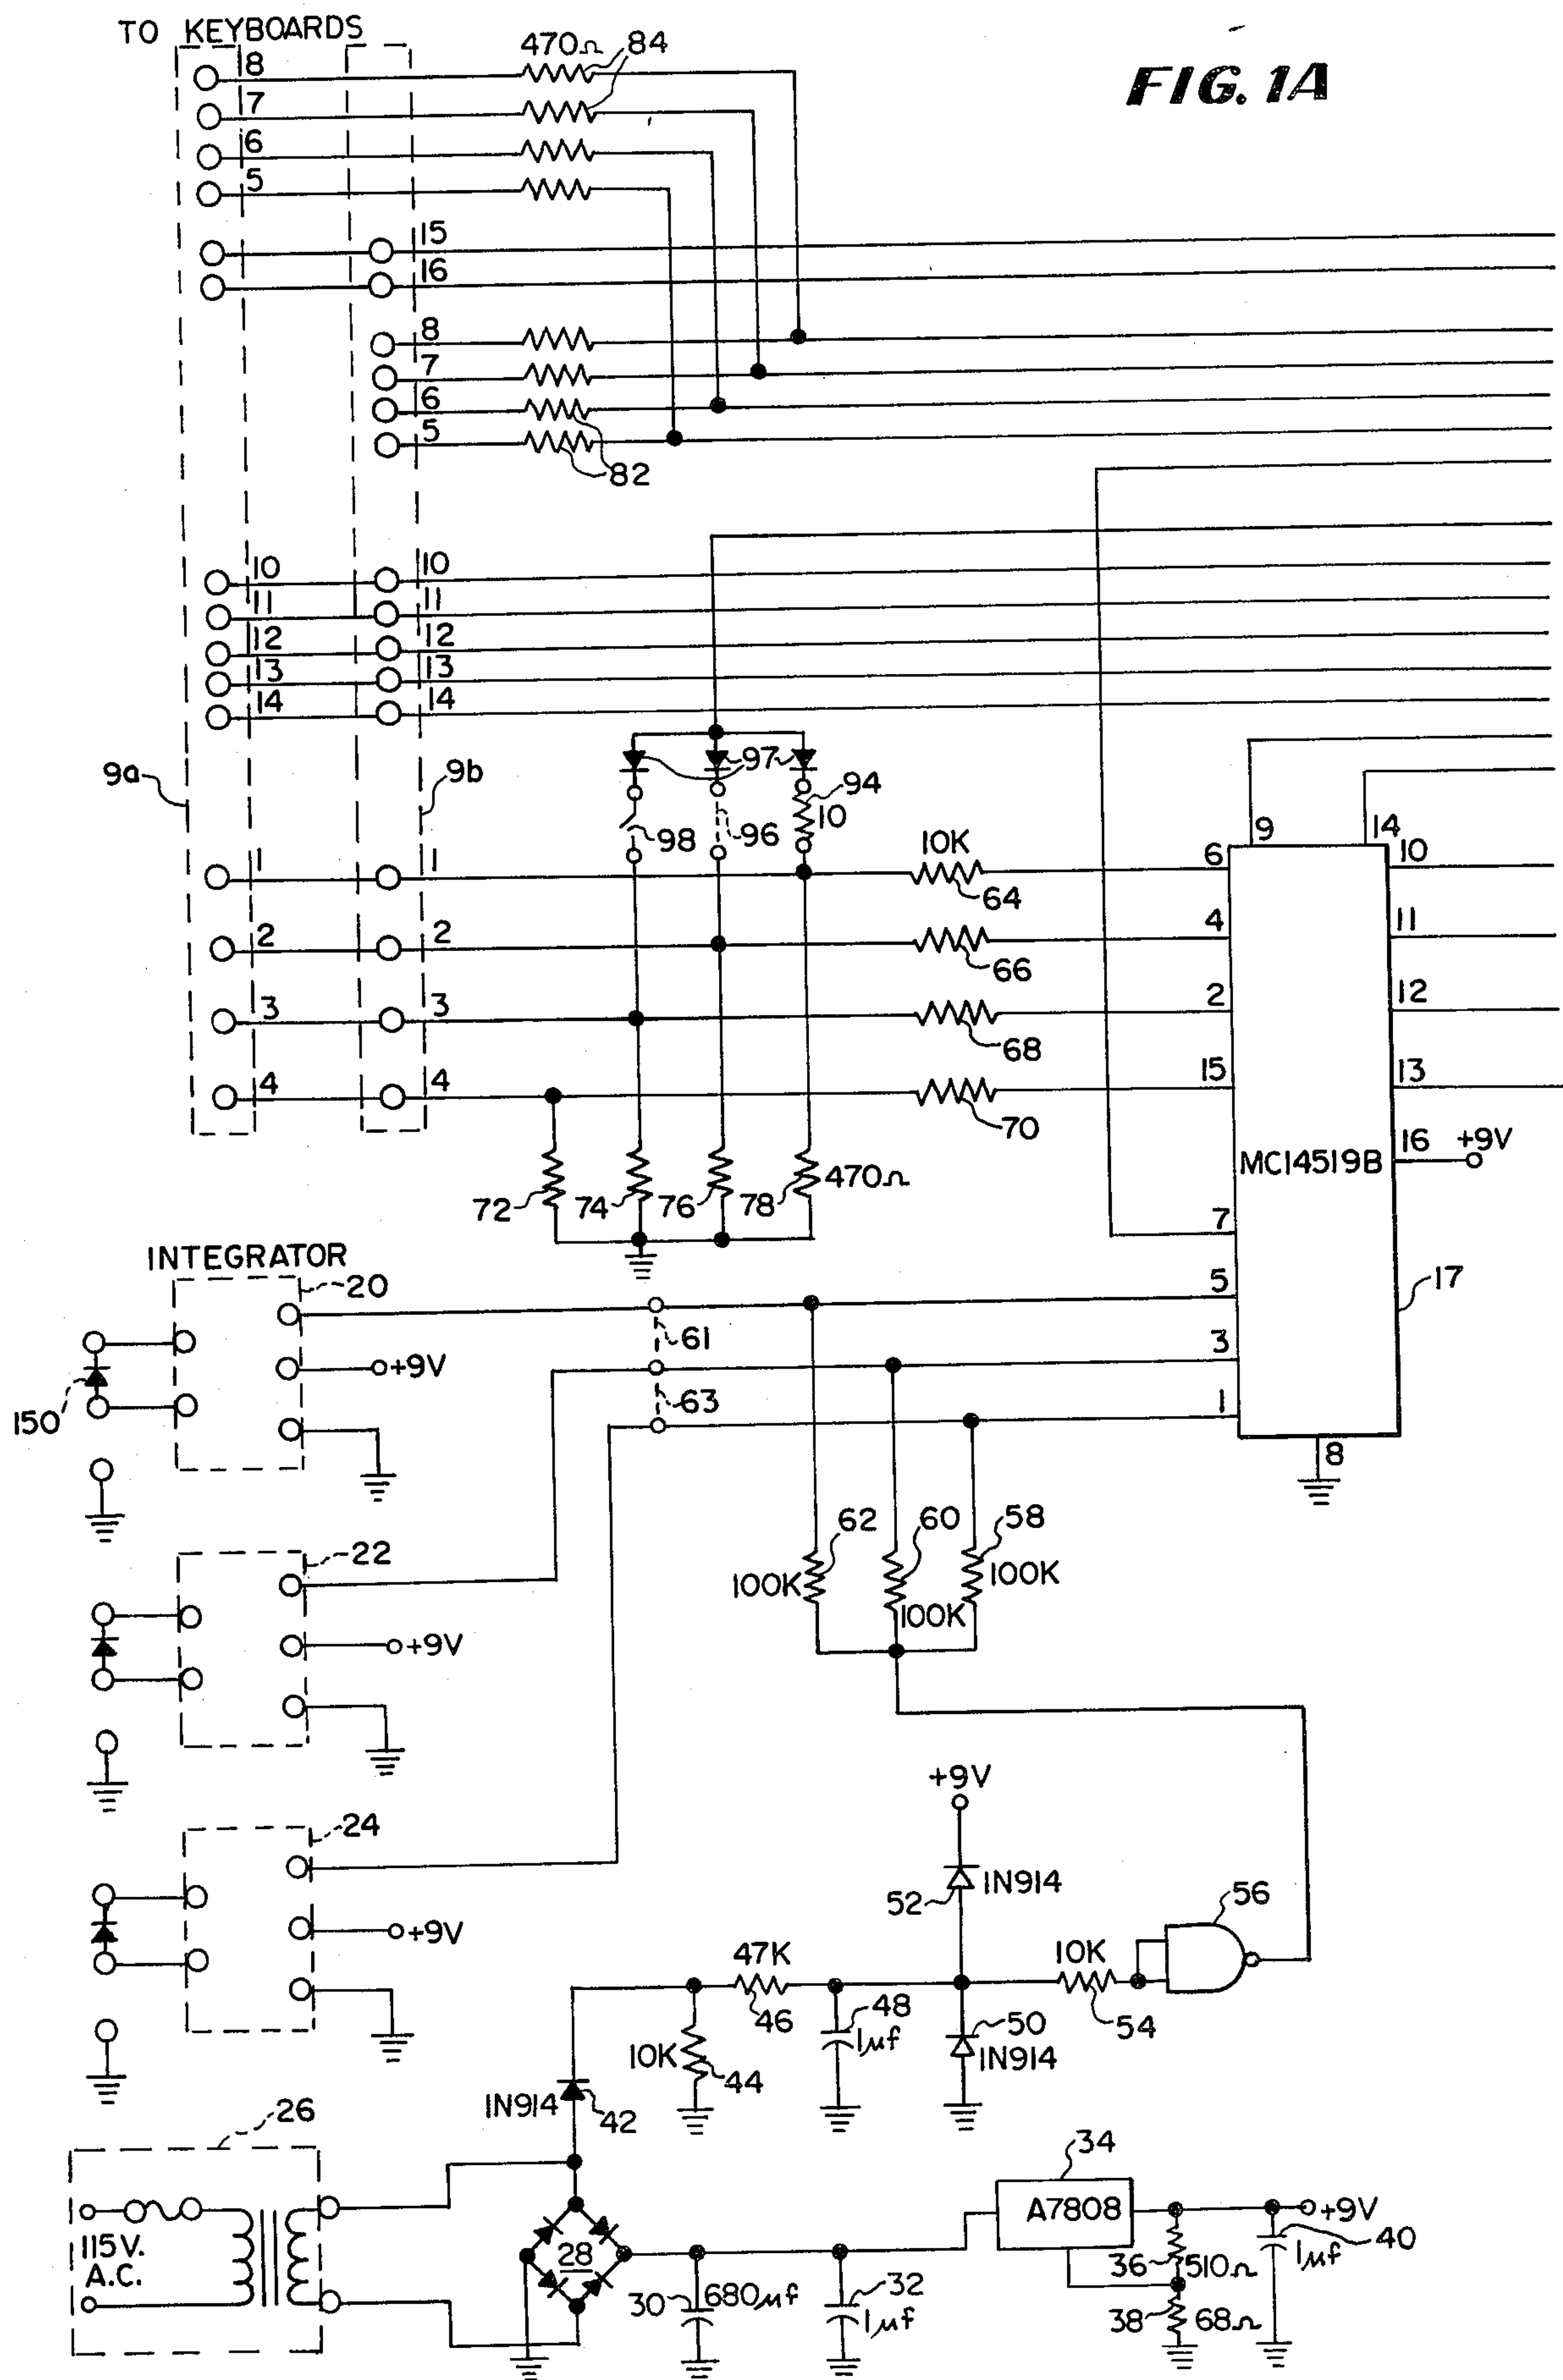 TO KEYBOARDS
FIG. 1A
470Ω 84
8
7
6
5
15
16
8
7
6
5
82
10 10
11 11
12 12
13 13
14 14
9a 9b
97
94
10
98 96
9 14
1 1 10K 6 10
64
2 2 4 11
66
3 3 2 12
68
4 4 15 13
70
MC14519B 16 +9V
72 74 76 78 470Ω
7
INTEGRATOR
20 5 17
61
+9V 3
150 63 1
8
62 60 58
100K 100K 100K
22
+9V
+9V
24
52 1N914 56
+9V
47K 10K
46 48 1μf 50 54
10K 44 1N914
1N914 42
26
34
115V. A.C.
A7808 +9V
28 36 510Ω 1μf 40
30 680μf 32 1μf 38 68Ω